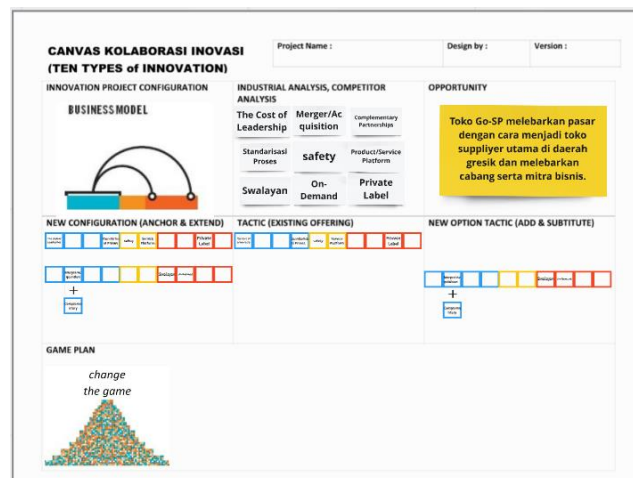 CANVAS KOLABORASI INOVASI
(TEN TYPES of INNOVATION)
Project Name :
Design by :
Version :
INNOVATION PROJECT CONFIGURATION
BUSINESS MODEL
INDUSTRIAL ANALYSIS, COMPETITOR
ANALYSIS
The Cost of
Leadership
Merger/Ac
quisition
Complementary
Partnerships
Standarisasi
Proses
safety
Product/Service
Platform
Swalayan
On-
Demand
Private
Label
OPPORTUNITY
Toko Go-SP melebarkan pasar
dengan cara menjadi toko
suppliyer utama di daerah
gresik dan melebarkan
cabang serta mitra bisnis.
NEW CONFIGURATION (ANCHOR & EXTEND)
Private
Label
Swalayan
+
TACTIC (EXISTING OFFERING)
Private
Label
NEW OPTION TACTIC (ADD & SUBTITUTE)
Swalayan
+
GAME PLAN
change
the game